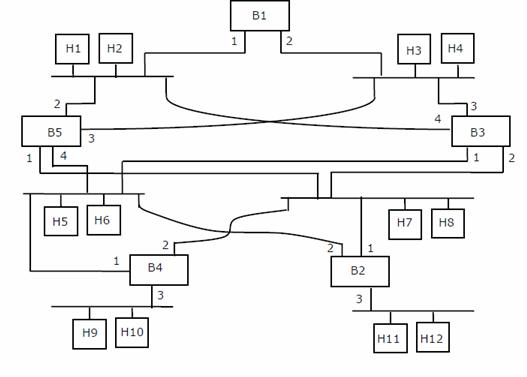 B1
1 2
H1 H2 H3 H4
2 3
B5 3 4 B3
1 4 1 2
H5 H6 H7 H8
2 2 1
1 B4 B2
3 3
H9 H10 H11 H12